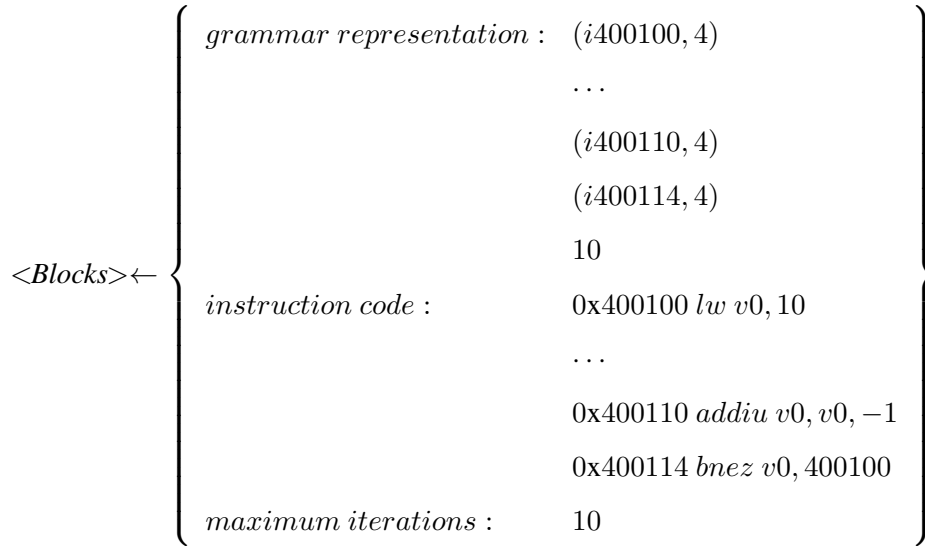 grammar representation : (i400100, 4)
...
(i400110, 4)
(i400114, 4)
10
<Blocks>← { instruction code : 0x400100 lw v0, 10 }
...
0x400110 addiu v0, v0, −1
0x400114 bnez v0, 400100
maximum iterations : 10